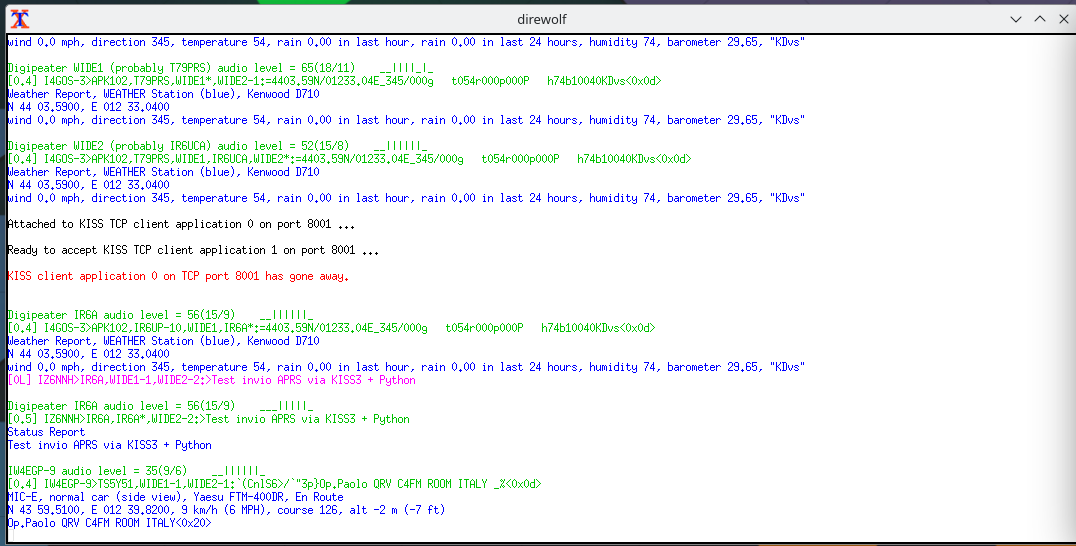 direwolf
wind 0.0 mph, direction 345, temperature 54, rain 0.00 in last hour, rain 0.00 in last 24 hours, humidity 74, barometer 29.65, "KDvs"
Digipeater WIDE1 (probably T79PRS) audio level = 65(18/11)    __||||_|_
[0.4] I4GOS-3>APK102,T79PRS,WIDE1*,WIDE2-1:=4403.59N/01233.04E_345/000g   t054r000p000P   h74b10040KDvs<0x0d>
Weather Report, WEATHER Station (blue), Kenwood D710
N 44 03.5900, E 012 33.0400
wind 0.0 mph, direction 345, temperature 54, rain 0.00 in last hour, rain 0.00 in last 24 hours, humidity 74, barometer 29.65, "KDvs"
Digipeater WIDE2 (probably IR6UCA) audio level = 52(15/8)    __||||||_
[0.4] I4GOS-3>APK102,T79PRS,WIDE1,IR6UCA,WIDE2*:=4403.59N/01233.04E_345/000g   t054r000p000P   h74b10040KDvs<0x0d>
Weather Report, WEATHER Station (blue), Kenwood D710
N 44 03.5900, E 012 33.0400
wind 0.0 mph, direction 345, temperature 54, rain 0.00 in last hour, rain 0.00 in last 24 hours, humidity 74, barometer 29.65, "KDvs"
Attached to KISS TCP client application 0 on port 8001 ...
Ready to accept KISS TCP client application 1 on port 8001 ...
KISS client application 0 on TCP port 8001 has gone away.
Digipeater IR6A audio level = 56(15/9)    __||||||_
[0.4] I4GOS-3>APK102,IR6UP-10,WIDE1,IR6A*:=4403.59N/01233.04E_345/000g   t054r000p000P   h74b10040KDvs<0x0d>
Weather Report, WEATHER Station (blue), Kenwood D710
N 44 03.5900, E 012 33.0400
wind 0.0 mph, direction 345, temperature 54, rain 0.00 in last hour, rain 0.00 in last 24 hours, humidity 74, barometer 29.65, "KDvs"
[0L] IZ6NNH>IR6A,WIDE1-1,WIDE2-2:>Test invio APRS via KISS3 + Python
Digipeater IR6A audio level = 56(15/9)    ___|||||_
[0.5] IZ6NNH>IR6A,IR6A*,WIDE2-2:>Test invio APRS via KISS3 + Python
Status Report
Test invio APRS via KISS3 + Python
IW4EGP-9 audio level = 35(9/6)    __||||||_
[0.4] IW4EGP-9>TS5Y51,WIDE1-1,WIDE2-1:`(CnlS6>/`"3p}Op.Paolo QRV C4FM ROOM ITALY _%<0x0d>
MIC-E, normal car (side view), Yaesu FTM-400DR, En Route
N 43 59.5100, E 012 39.8200, 9 km/h (6 MPH), course 126, alt -2 m (-7 ft)
Op.Paolo QRV C4FM ROOM ITALY<0x20>